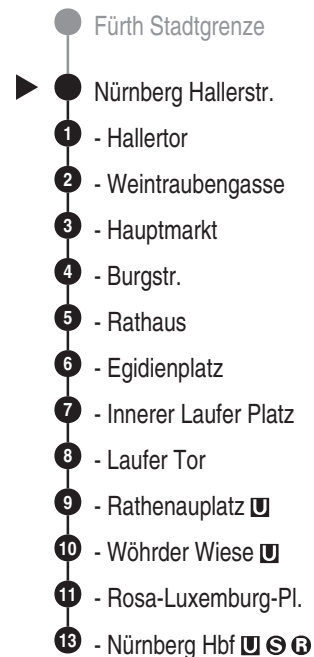 Fürth Stadtgrenze
Nürnberg Hallerstr.
1 - Hallertor
2 - Weintraubengasse
3 - Hauptmarkt
4 - Burgstr.
5 - Rathaus
6 - Egidienplatz
7 - Innerer Laufer Platz
8 - Laufer Tor
9 - Rathenauplatz U
10 - Wöhrder Wiese U
11 - Rosa-Luxemburg-Pl.
13 - Nürnberg Hbf U S R